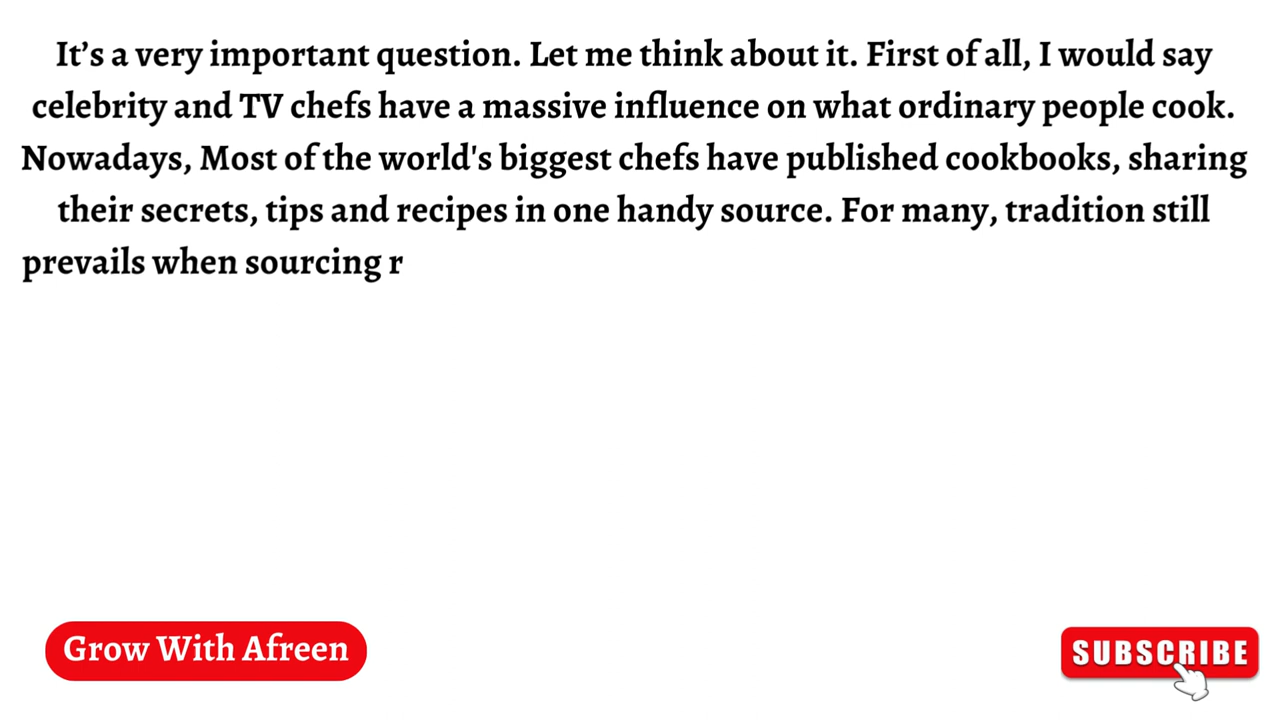 It’s a very important question. Let me think about it. First of all, I would say
celebrity and TV chefs have a massive influence on what ordinary people cook.
Nowadays, Most of the world's biggest chefs have published cookbooks, sharing
their secrets, tips and recipes in one handy source. For many, tradition still
prevails when sourcing r
Grow With Afreen
SUBSCRIBE